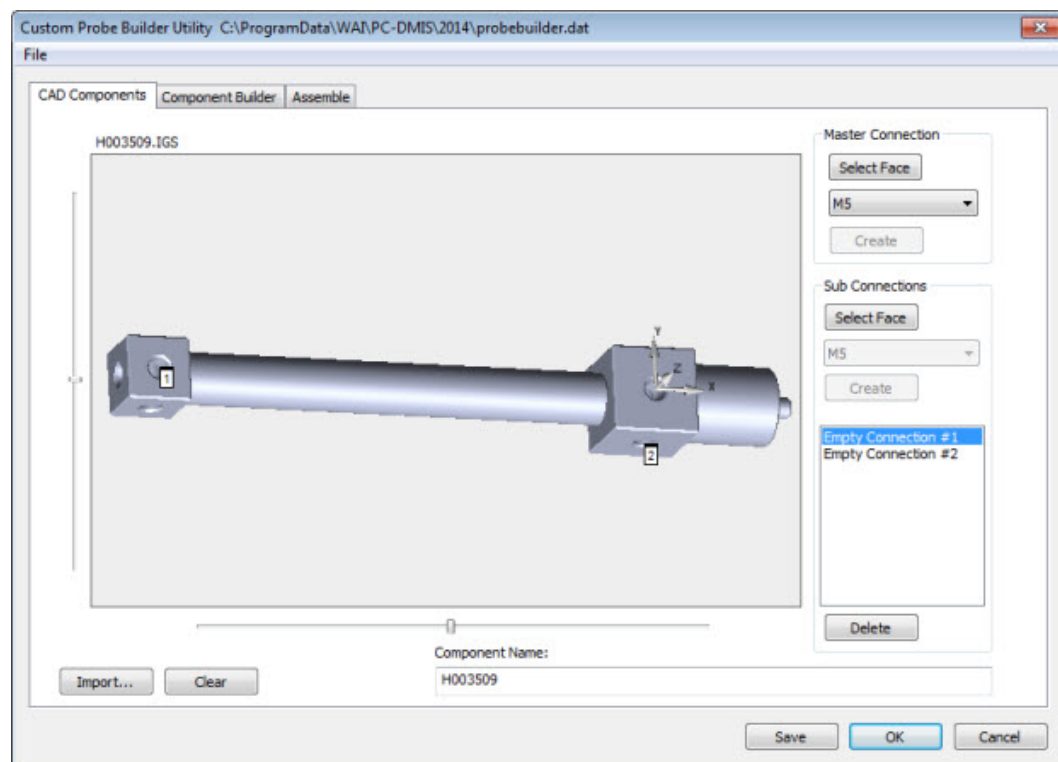 Custom Probe Builder Utility C:\ProgramData\WAI\PC-DMIS\2014\probebuilder.dat
File
CAD Components
Component Builder
Assemble
H003509.IGS
Master Connection
Select Face
M5
Create
Sub Connections
Select Face
M5
Create
Empty Connection #1
Empty Connection #2
Delete
Y
Z
X
1
2
Component Name:
H003509
Import...
Clear
Save
OK
Cancel